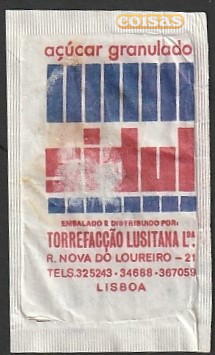 coisas
açúcar granulado
sidul
EMBALADO E DISTRIBUIDO POR:
TORREFACÇÃO LUSITANA Lᴰᴬ.
R. NOVA DO LOUREIRO - 21
TELS. 325243 - 34688 - 367059
LISBOA